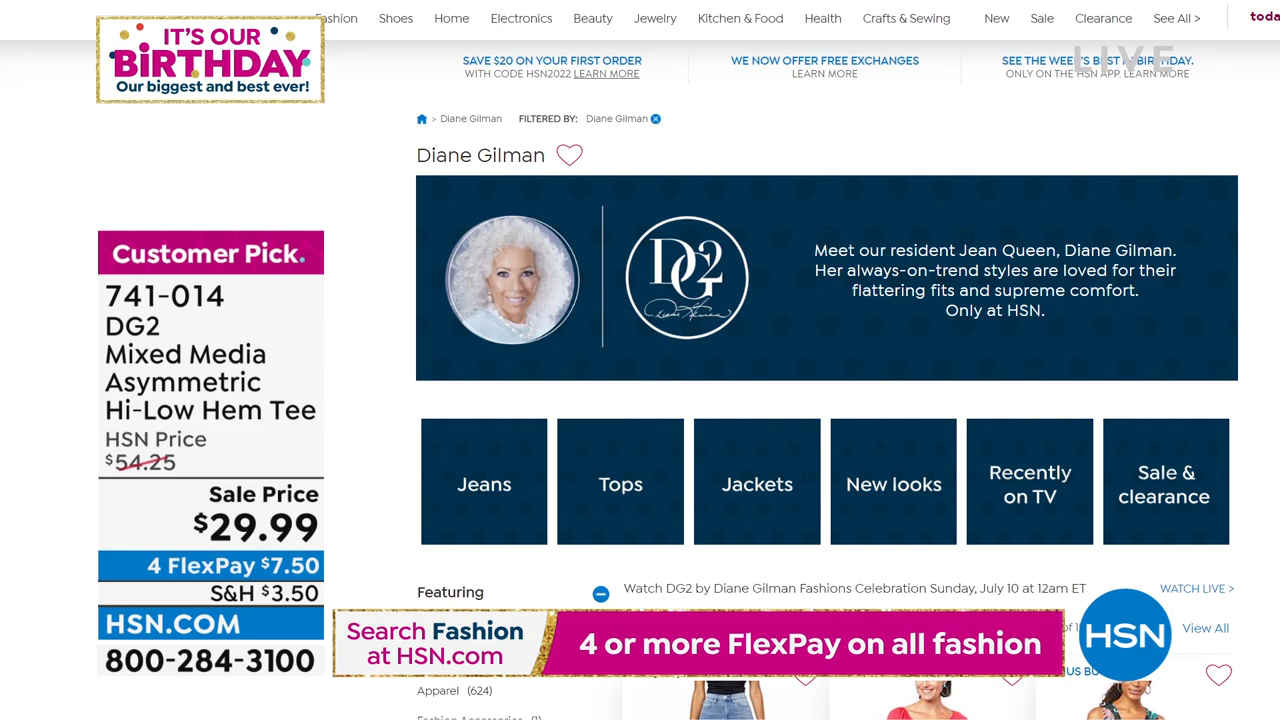 Fashion Shoes Home Electronics Beauty Jewelry Kitchen & Food Health Crafts & Sewing New Sale Clearance See All >
IT'S OUR
BiRTHDAY
Our biggest and best ever!
LIVE
SAVE $20 ON YOUR FIRST ORDER
WITH CODE HSN2022 LEARN MORE
WE NOW OFFER FREE EXCHANGES
LEARN MORE
SEE THE WEEK'S BEST BIRTHDAY.
ONLY ON THE HSN APP. LEARN MORE
> Diane Gilman FILTERED BY: Diane Gilman
Diane Gilman
DG2
Diane Gilman
Meet our resident Jean Queen, Diane Gilman.
Her always-on-trend styles are loved for their
flattering fits and supreme comfort.
Only at HSN.
Customer Pick.
741-014
DG2
Mixed Media
Asymmetric
Hi-Low Hem Tee
HSN Price
$54.25
Sale Price
$29.99
4 FlexPay $7.50
S&H $3.50
HSN.COM
800-284-3100
Jeans
Tops
Jackets
New looks
Recently
on TV
Sale &
clearance
Featuring
Watch DG2 by Diane Gilman Fashions Celebration Sunday, July 10 at 12am ET
WATCH LIVE >
View All
Search Fashion
at HSN.com
4 or more FlexPay on all fashion
HSN
Apparel (624)
Fashion Accessories (1)